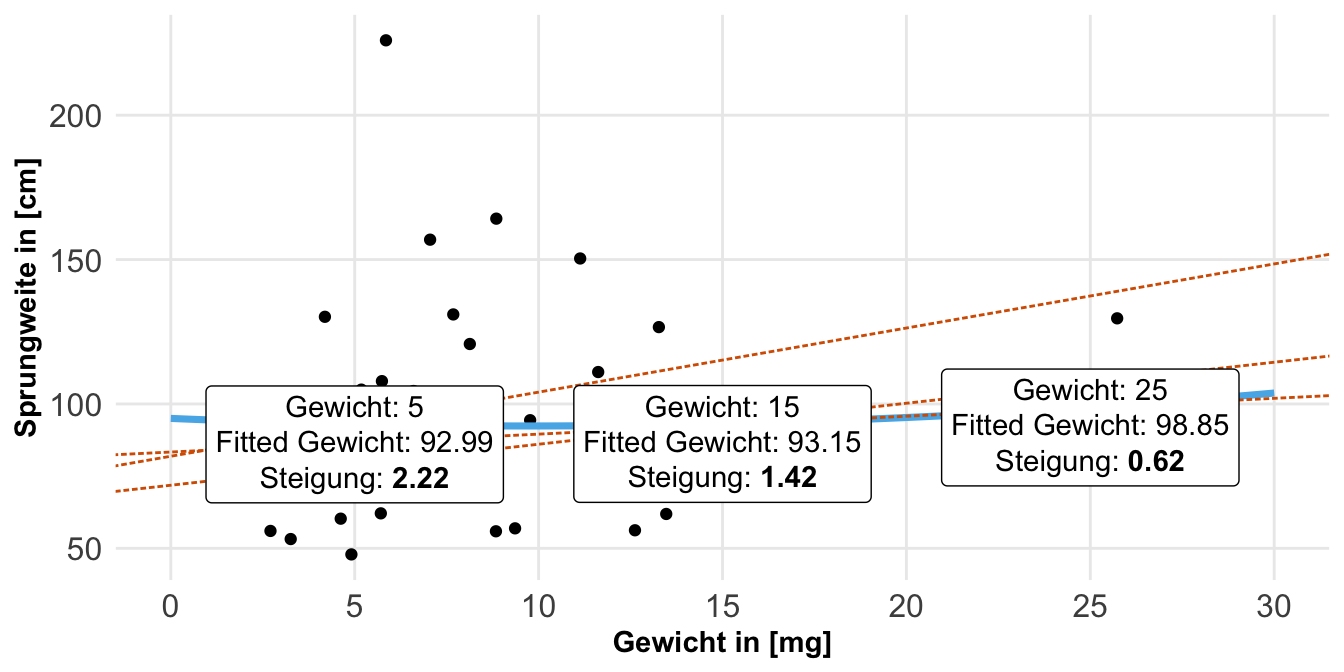 200
150
100
50
Sprungweite in [cm]
Gewicht: 5
Fitted Gewicht: 92.99
Steigung: 2.22
Gewicht: 15
Fitted Gewicht: 93.15
Steigung: 1.42
Gewicht: 25
Fitted Gewicht: 98.85
Steigung: 0.62
0 5 10 15 20 25 30
Gewicht in [mg]